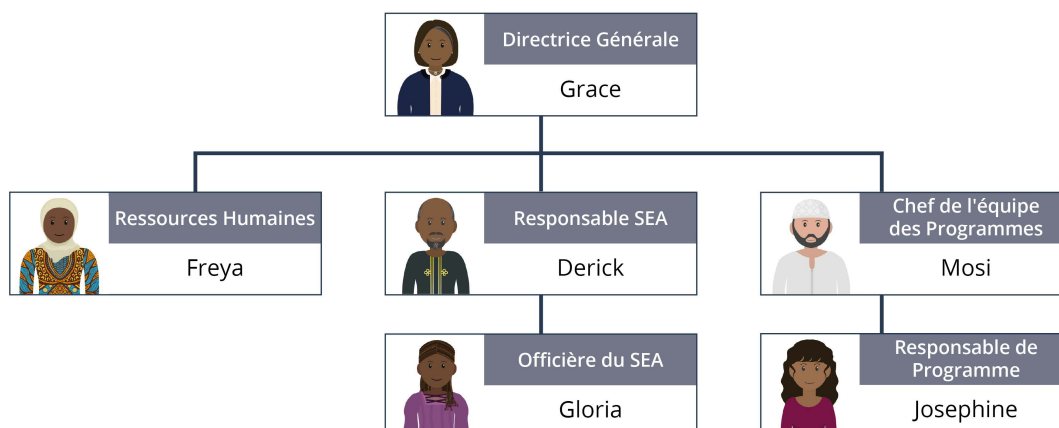 Directrice Générale
Grace
Ressources Humaines
Freya
Responsable SEA
Derick
Chef de l'équipe
des Programmes
Mosi
Officière du SEA
Gloria
Responsable de
Programme
Josephine